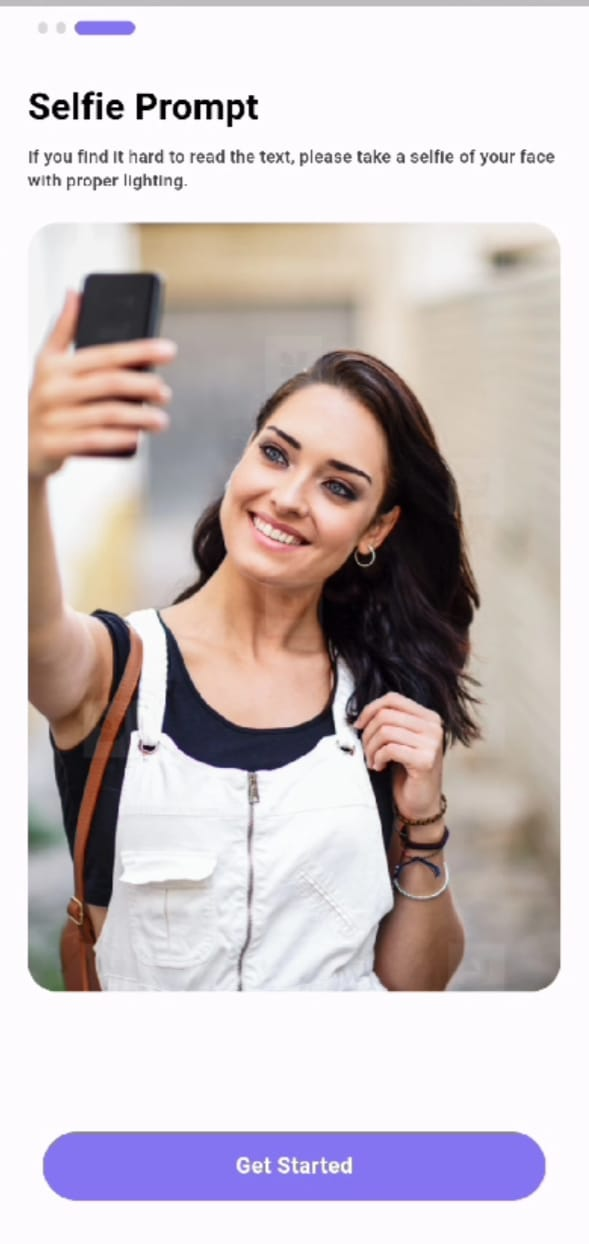 Selfie Prompt
If you find it hard to read the text, please take a selfie of your face
with proper lighting.
Get Started